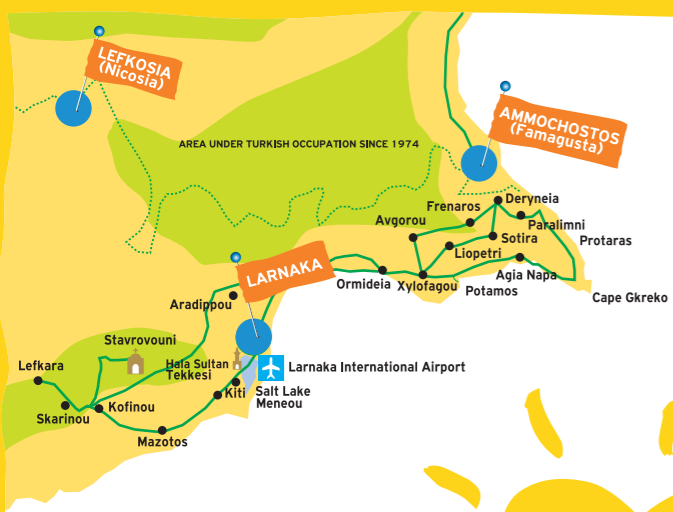 LEFKOSIA
(Nicosia)
AMMOCHOSTOS
(Famagusta)
AREA UNDER TURKISH OCCUPATION SINCE 1974
Deryneia
Frenaros
Avgorou
Paralimni
Sotira
Protaras
Liopetri
LARNAKA
Agia Napa
Ormideia
Xylofagou
Potamos
Cape Gkreko
Aradippou
Stavrovouni
Lefkara
Hala Sultan
Tekkesi
Larnaka International Airport
Kiti
Salt Lake
Meneou
Kofinou
Skarinou
Mazotos